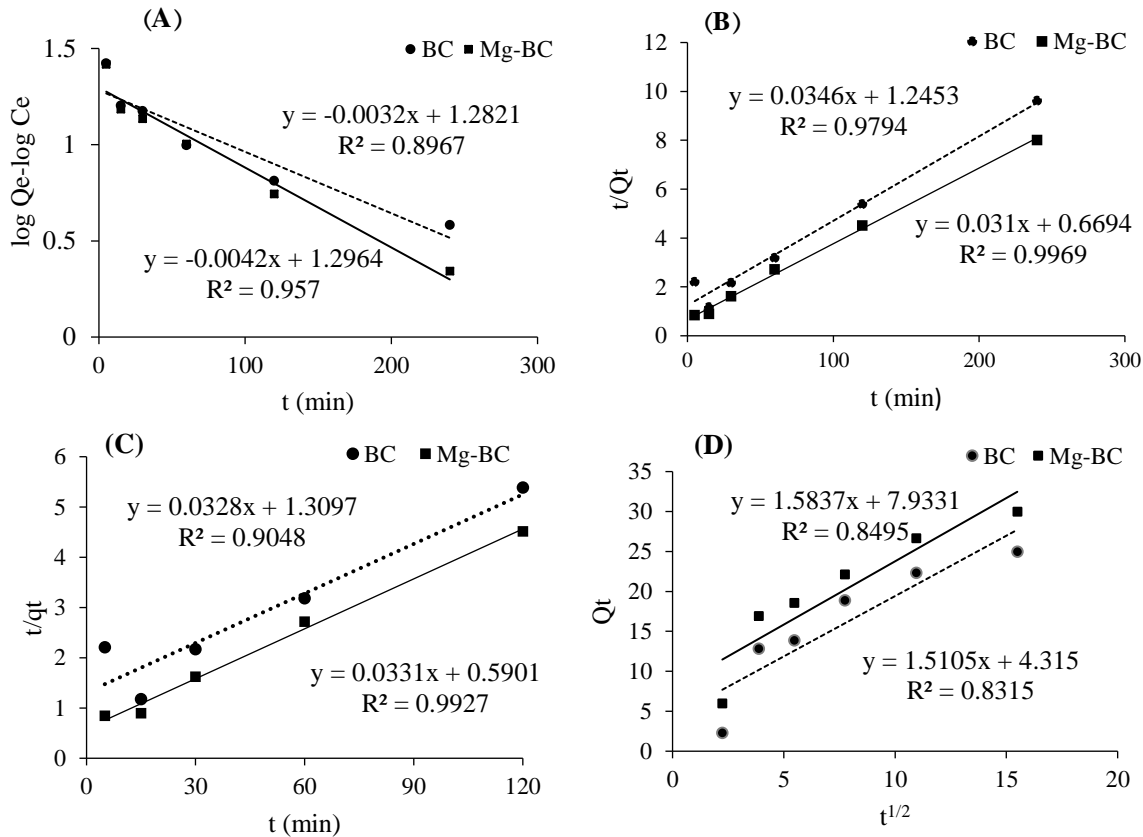 (A)
BC Mg-BC
1.5
1
0.5
0
log Qe-log Ce
y = -0.0032x + 1.2821
R² = 0.8967
y = -0.0042x + 1.2964
R² = 0.957
0 100 200 300
t (min)
(B)
BC Mg-BC
12
10
8
6
4
2
0
t/Qt
y = 0.0346x + 1.2453
R² = 0.9794
y = 0.031x + 0.6694
R² = 0.9969
0 100 200 300
t (min)
(C)
BC Mg-BC
6
5
4
3
2
1
0
t/qt
y = 0.0328x + 1.3097
R² = 0.9048
y = 0.0331x + 0.5901
R² = 0.9927
0 30 60 90 120
t (min)
(D)
BC Mg-BC
35
30
25
20
15
10
5
0
Qt
y = 1.5837x + 7.9331
R² = 0.8495
y = 1.5105x + 4.315
R² = 0.8315
0 5 10 15 20
t1/2